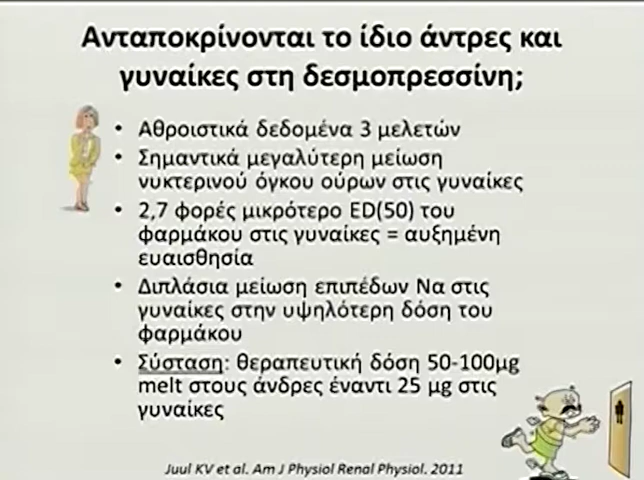 Ανταποκρίνονται το ίδιο άντρες και
γυναίκες στη δεσμοπρεσσίνη;
• Αθροιστικά δεδομένα 3 μελετών
• Σημαντικά μεγαλύτερη μείωση
νυκτερινού όγκου ούρων στις γυναίκες
• 2,7 φορές μικρότερο ED(50) του
φαρμάκου στις γυναίκες = αυξημένη
ευαισθησία
• Διπλάσια μείωση επιπέδων Να στις
γυναίκες στην υψηλότερη δόση του
φαρμάκου
• Σύσταση: θεραπευτική δόση 50-100μg
melt στους άνδρες έναντι 25 μg στις
γυναίκες
Juul KV et al. Am J Physiol Renal Physiol. 2011